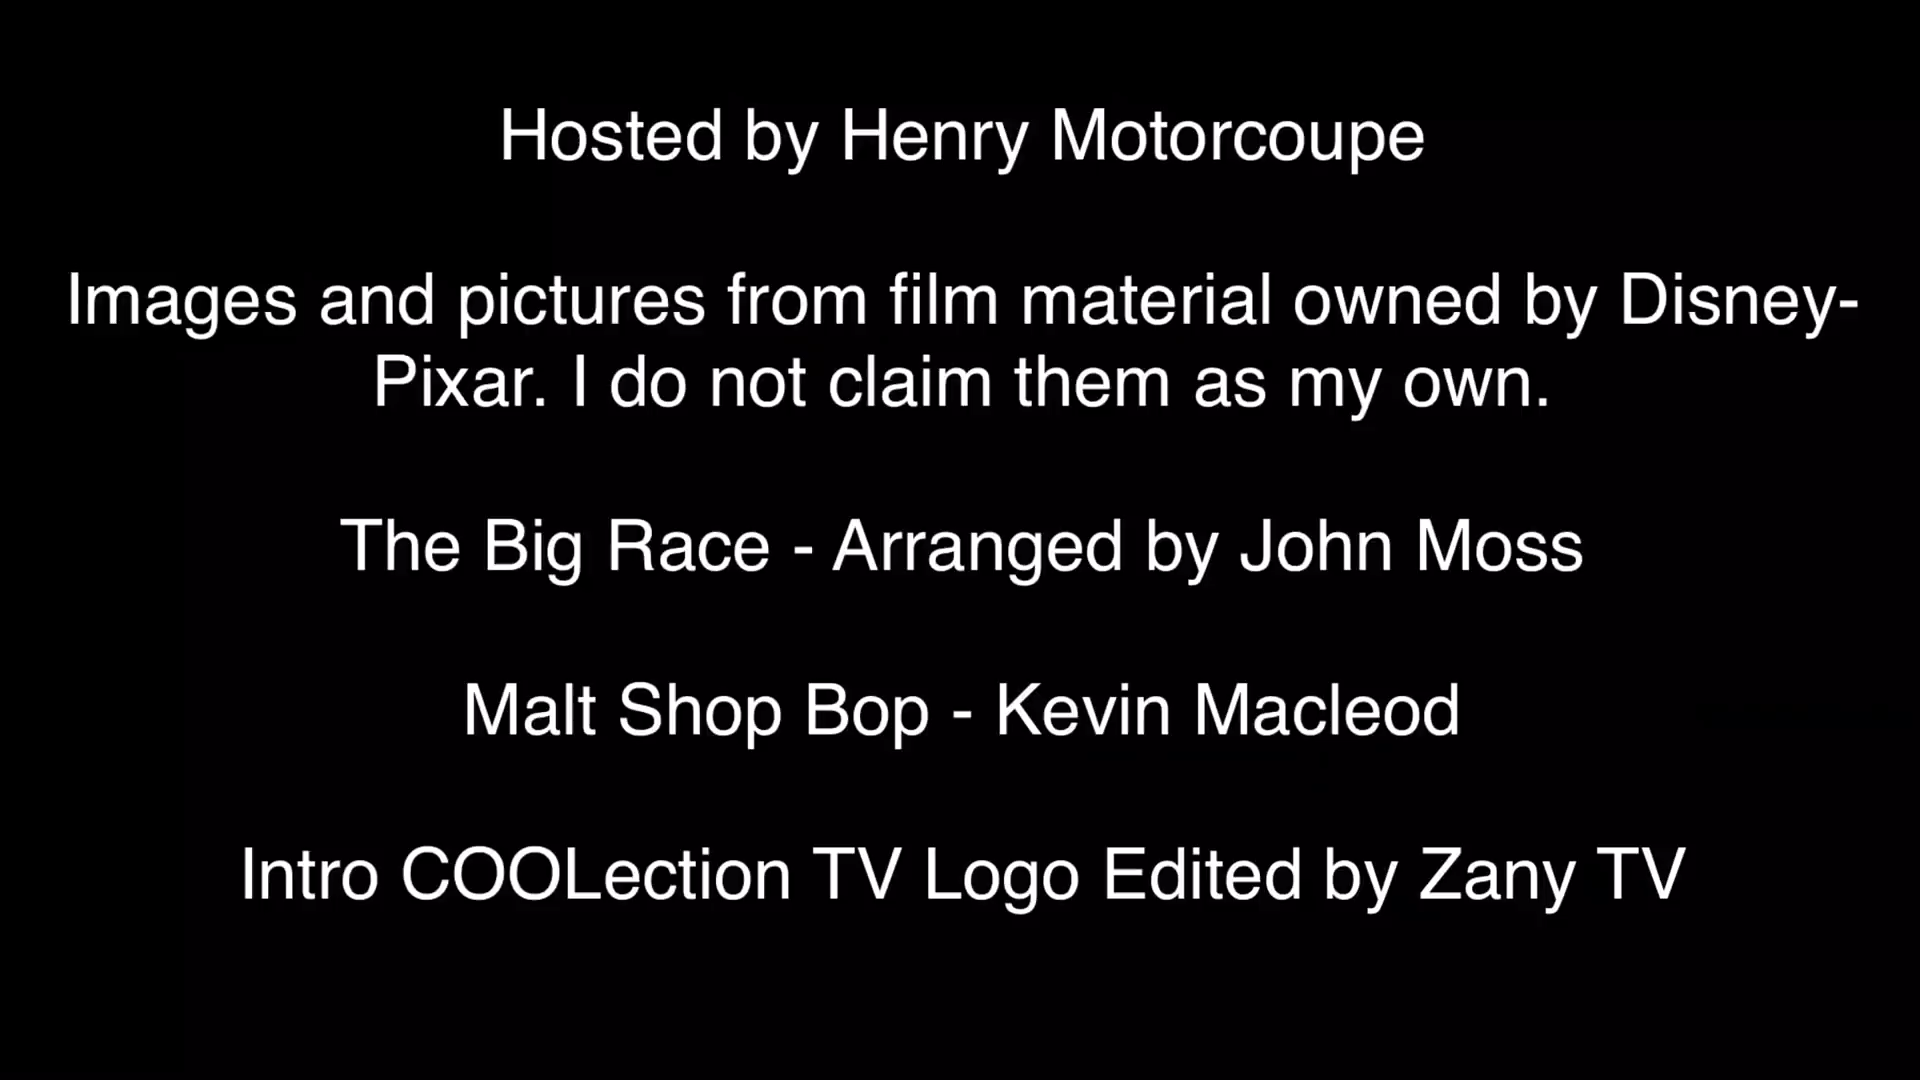 Hosted by Henry Motorcoupe
Images and pictures from film material owned by Disney-
Pixar. I do not claim them as my own.
The Big Race - Arranged by John Moss
Malt Shop Bop - Kevin Macleod
Intro COOLection TV Logo Edited by Zany TV